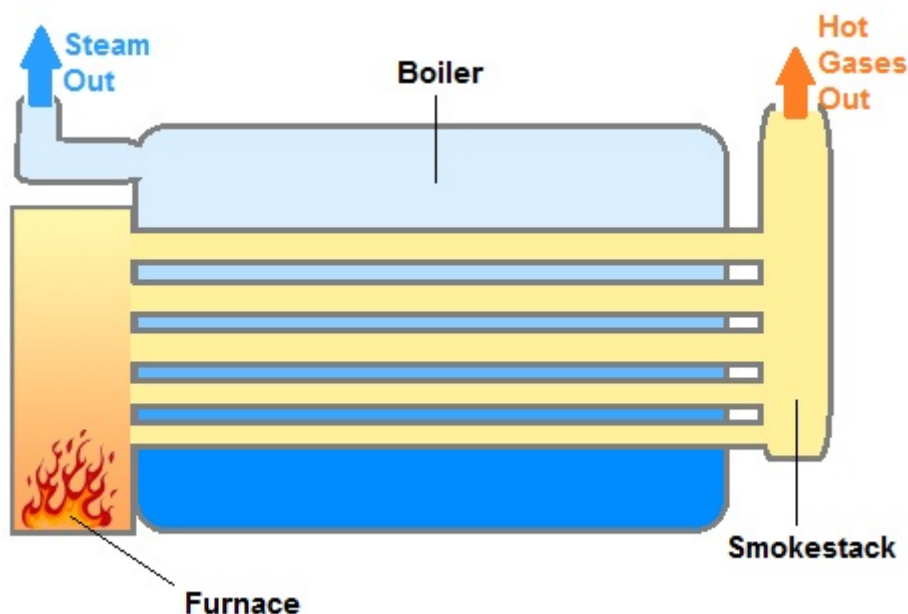 Steam
Out
Boiler
Hot
Gases
Out
Smokestack
Furnace